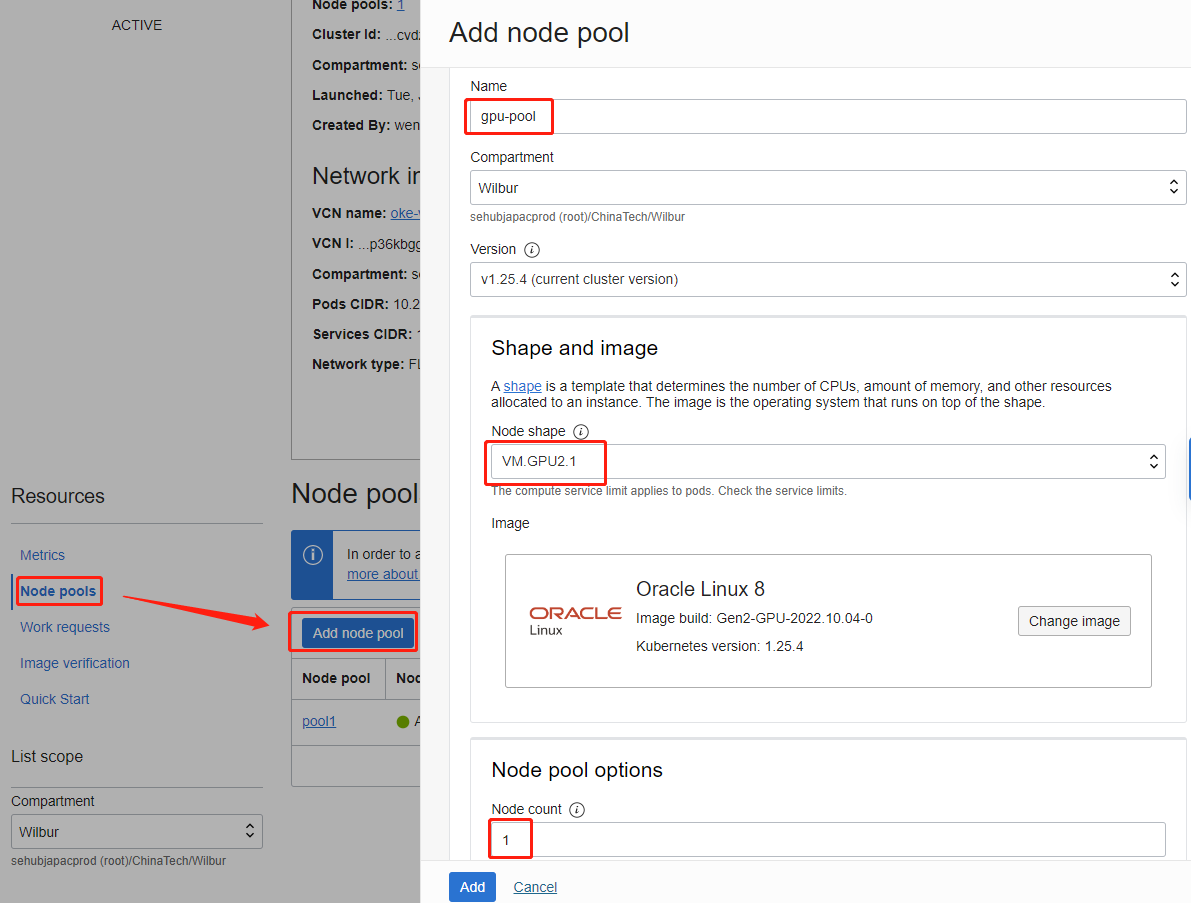 ACTIVE
Node pools: 1
Cluster Id: ...cvdz
Compartment: se
Launched: Tue, J
Created By: wen
Network in
VCN name: oke-v
VCN I: ...p36kbgg
Compartment: se
Pods CIDR: 10.2
Services CIDR: 1
Network type: Fl
Resources
Metrics
Node pools
Work requests
Image verification
Quick Start
List scope
Compartment
Wilbur
sehubjapacprod (root)/ChinaTech/Wilbur
Node pool
In order to a
more about
Add node pool
Node pool Noc
pool1 A
Add node pool
Name
gpu-pool
Compartment
Wilbur
sehubjapacprod (root)/ChinaTech/Wilbur
Version
v1.25.4 (current cluster version)
Shape and image
A shape is a template that determines the number of CPUs, amount of memory, and other resources
allocated to an instance. The image is the operating system that runs on top of the shape.
Node shape
VM.GPU2.1
The compute service limit applies to pods. Check the service limits.
Image
ORACLE
Linux
Oracle Linux 8
Image build: Gen2-GPU-2022.10.04-0
Kubernetes version: 1.25.4
Change image
Node pool options
Node count
1
Add Cancel